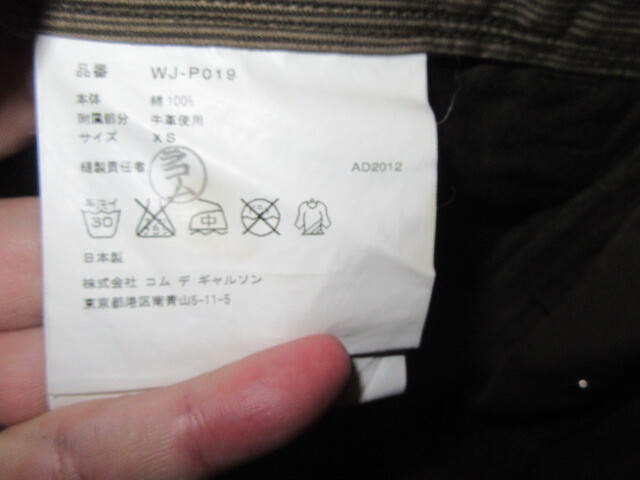 品番 WJ-P019
本体 綿100%
附属部分 牛革使用
サイズ XS
縫製責任者
AD2012
30 中
日本製
株式会社 コム デ ギャルソン
東京都港区南青山5-11-5